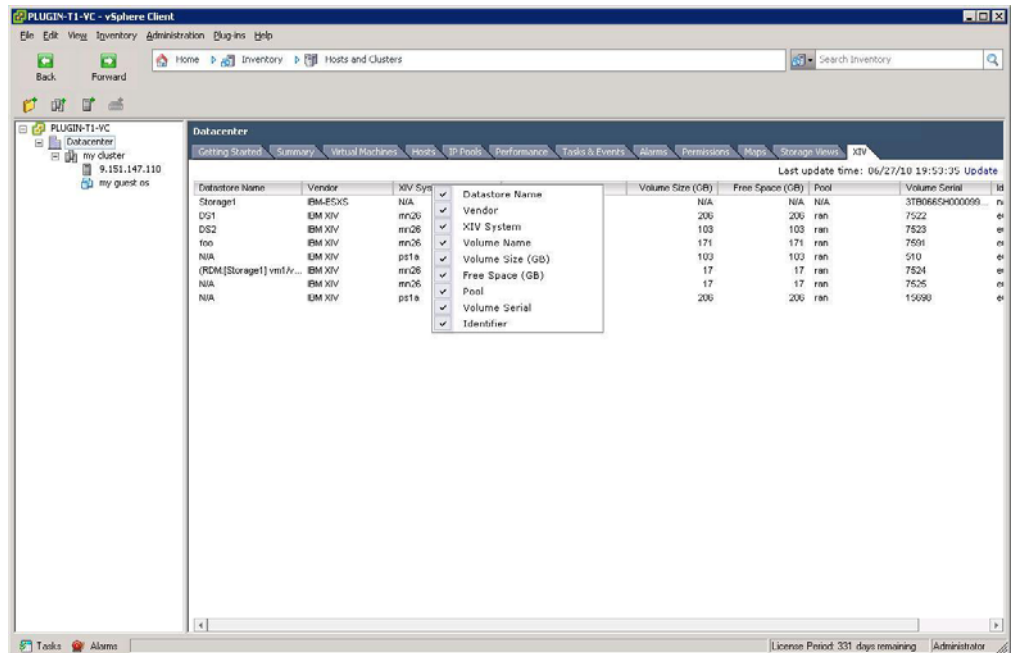 PLUGIN-T1-VC - vSphere Client
File Edit View Inventory Administration Plug-ins Help
Back Forward Home Inventory Hosts and Clusters Search Inventory
PLUGIN-T1-VC
Datacenter
my cluster
9.151.147.110
my guest os
Datacenter
Getting Started Summary Virtual Machines Hosts IP Pools Performance Tasks & Events Alarms Permissions Maps Storage Views XIV
Last update time: 06/27/10 19:53:35 Update
Datastore Name Vendor XIV Sys Volume Size (GB) Free Space (GB) Pool Volume Serial Id
Storage1 IBM-ESXS N/A N/A N/A N/A 3TB066SH000099...
DS1 IBM XIV mn26 206 206 ran 7522
DS2 IBM XIV mn26 103 103 ran 7523
foo IBM XIV mn26 171 171 ran 7591
N/A IBM XIV ps1a 103 103 ran 510
(RDM:[Storage1] vm1/v... IBM XIV mn26 17 17 ran 7524
N/A IBM XIV mn26 17 17 ran 7525
N/A IBM XIV ps1a 206 206 ran 15698
Datastore Name
Vendor
XIV System
Volume Name
Volume Size (GB)
Free Space (GB)
Pool
Volume Serial
Identifier
Tasks Alarms License Period: 331 days remaining Administrator